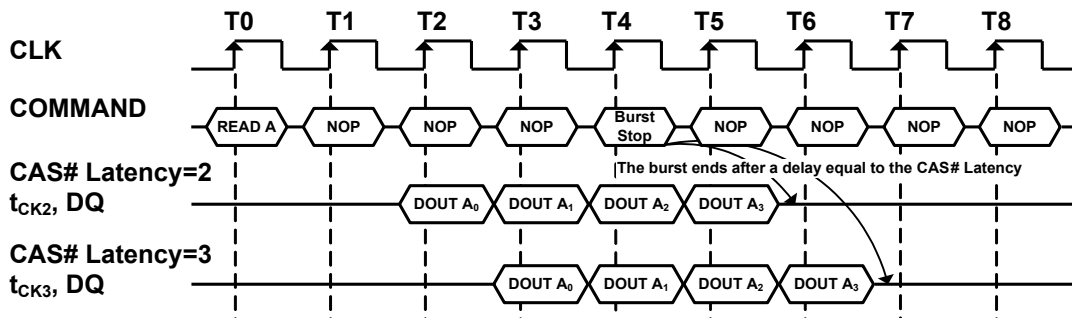 T0 T1 T2 T3 T4 T5 T6 T7 T8
CLK
COMMAND
READ A NOP NOP NOP Burst Stop NOP NOP NOP NOP
The burst ends after a delay equal to the CAS# Latency
CAS# Latency=2
tCK2, DQ
DOUT A0 DOUT A1 DOUT A2 DOUT A3
CAS# Latency=3
tCK3, DQ
DOUT A0 DOUT A1 DOUT A2 DOUT A3